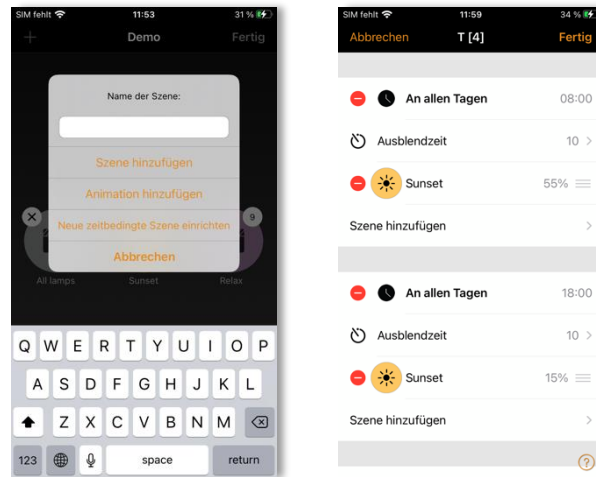 SIM fehlt 11:53 31 %
+ Demo Fertig
Name der Szene:
Szene hinzufügen
Animation hinzufügen
Neue zeitbedingte Szene einrichten
9
Abbrechen
All lamps Sunset Relax
Q W E R T Y U I O P
A S D F G H J K L
Z X C V B N M
123 space return
SIM fehlt 11:59 34 %
Abbrechen T [4] Fertig
An allen Tagen 08:00
Ausblendzeit 10 >
Sunset 55%
Szene hinzufügen >
An allen Tagen 18:00
Ausblendzeit 10 >
Sunset 15%
Szene hinzufügen >
?